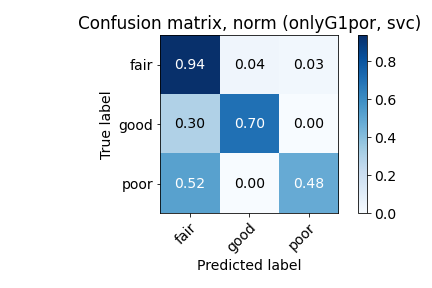 Confusion matrix, norm (onlyG1por, svc)
True label
fair 0.94 0.04 0.03
good 0.30 0.70 0.00
poor 0.52 0.00 0.48
fair good poor
Predicted label
0.8
0.6
0.4
0.2
0.0